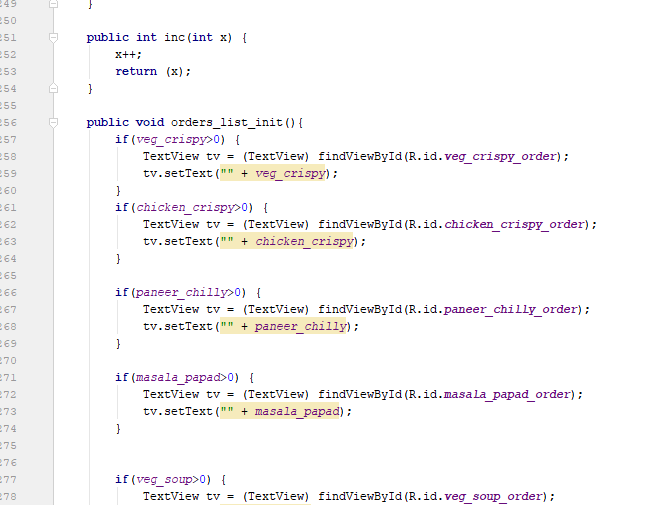 249 }
250
251 public int inc(int x) {
252 x++;
253 return (x);
254 }
255
256 public void orders_list_init(){
257 if(veg_crispy>0) {
258 TextView tv = (TextView) findViewById(R.id.veg_crispy_order);
259 tv.setText("" + veg_crispy);
260 }
261 if(chicken_crispy>0) {
262 TextView tv = (TextView) findViewById(R.id.chicken_crispy_order);
263 tv.setText("" + chicken_crispy);
264 }
265
266 if(paneer_chilly>0) {
267 TextView tv = (TextView) findViewById(R.id.paneer_chilly_order);
268 tv.setText("" + paneer_chilly);
269 }
270
271 if(masala_papad>0) {
272 TextView tv = (TextView) findViewById(R.id.masala_papad_order);
273 tv.setText("" + masala_papad);
274 }
275
276
277 if(veg_soup>0) {
278 TextView tv = (TextView) findViewById(R.id.veg_soup_order);